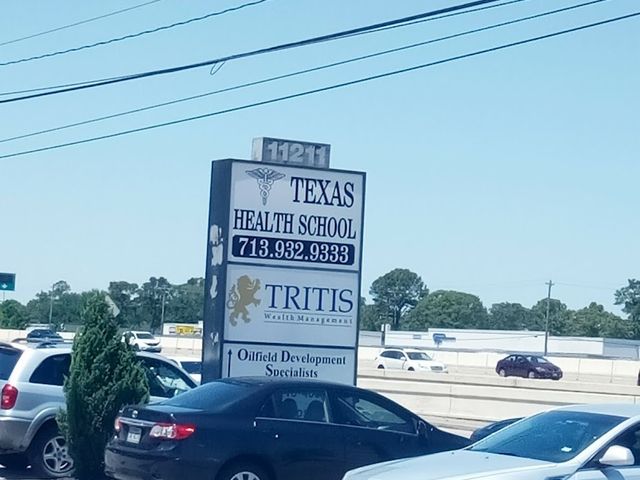 11211
TEXAS
HEALTH SCHOOL
713.932.9333
TRITIS
Wealth Management
Oilfield Development
Specialists